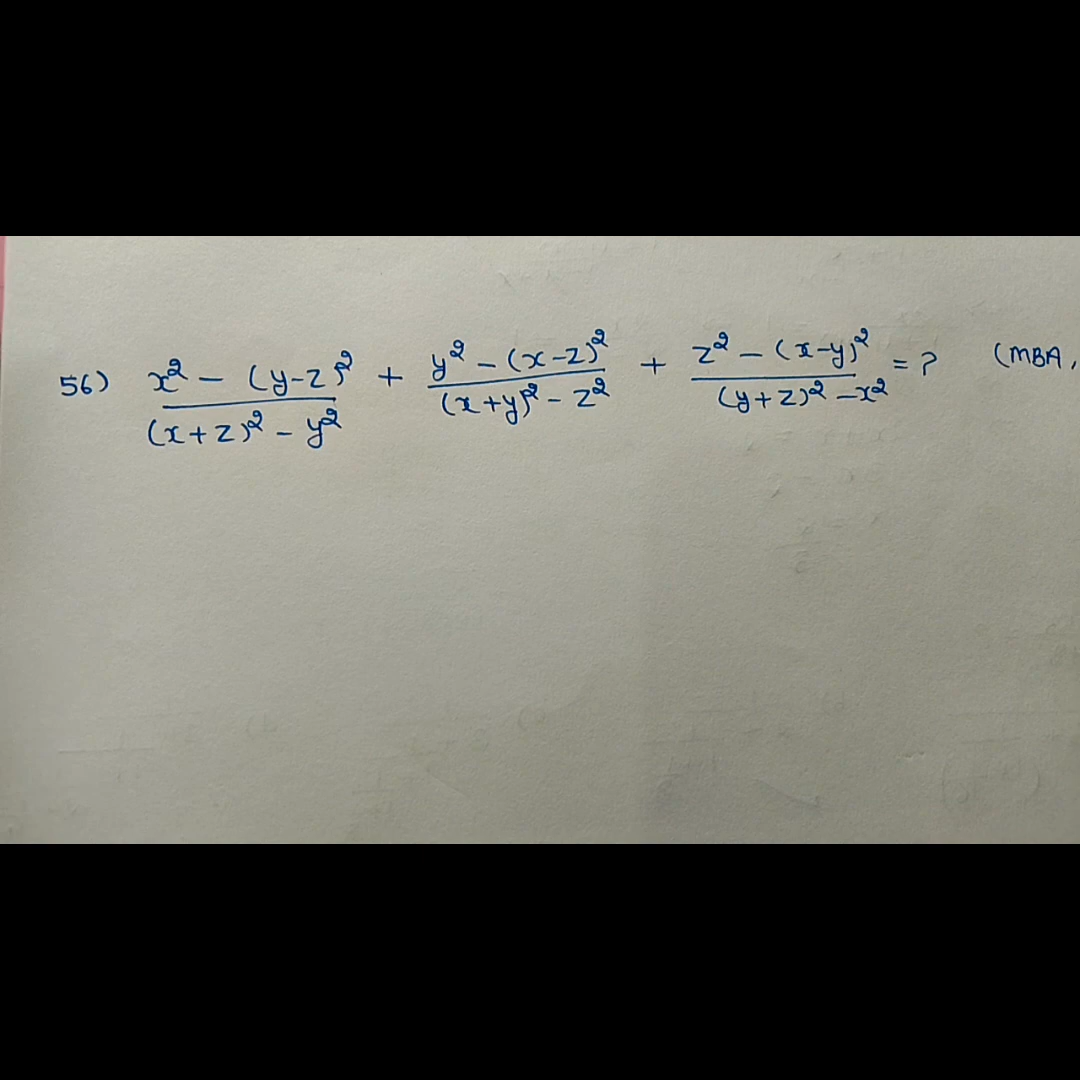 56) x² - (y-z)² / (x+z)² - y² + y² - (x-z)² / (x+y)² - z² + z² - (x-y)² / (y+z)² - x² = ? (MBA,